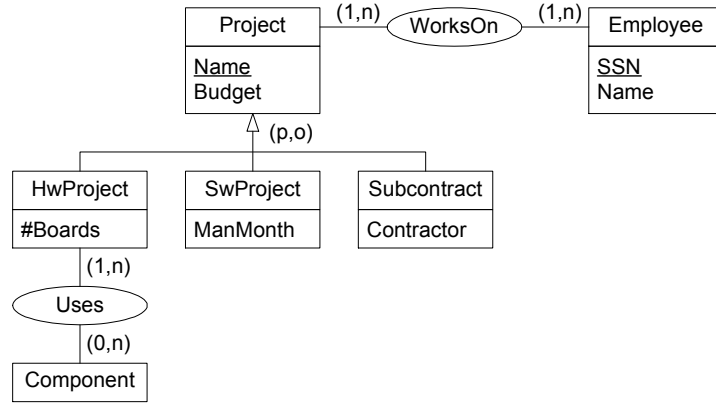 Project
(1,n)
WorksOn
(1,n)
Employee
Name
Budget
SSN
Name
(p,o)
HwProject
SwProject
Subcontract
#Boards
ManMonth
Contractor
(1,n)
Uses
(0,n)
Component